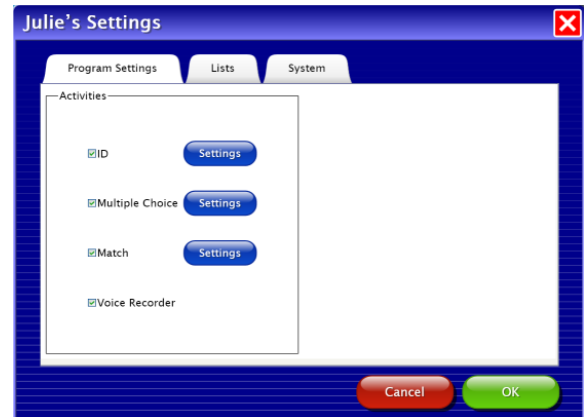 Julie's Settings
Program Settings Lists System
Activities
ID Settings
Multiple Choice Settings
Match Settings
Voice Recorder
Cancel OK